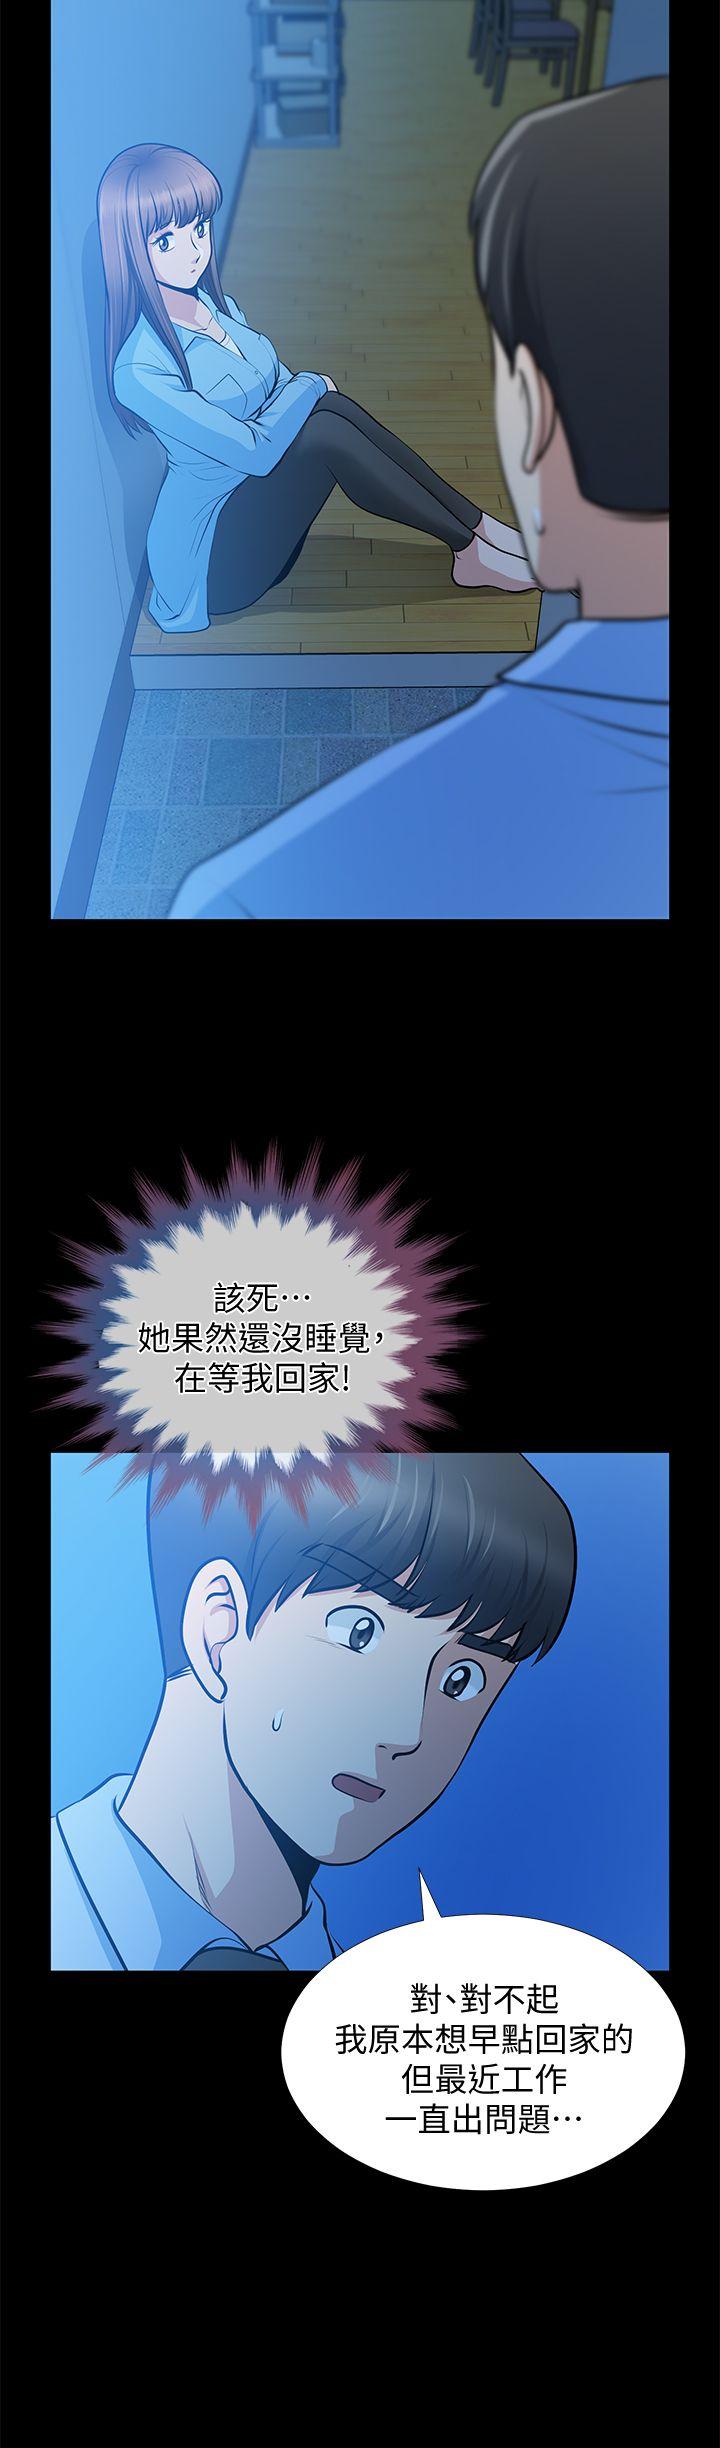 該死⋯
她果然還沒睡覺，
在等我回家!
對、對不起
我原本想早點回家的
但最近工作
一直出問題⋯